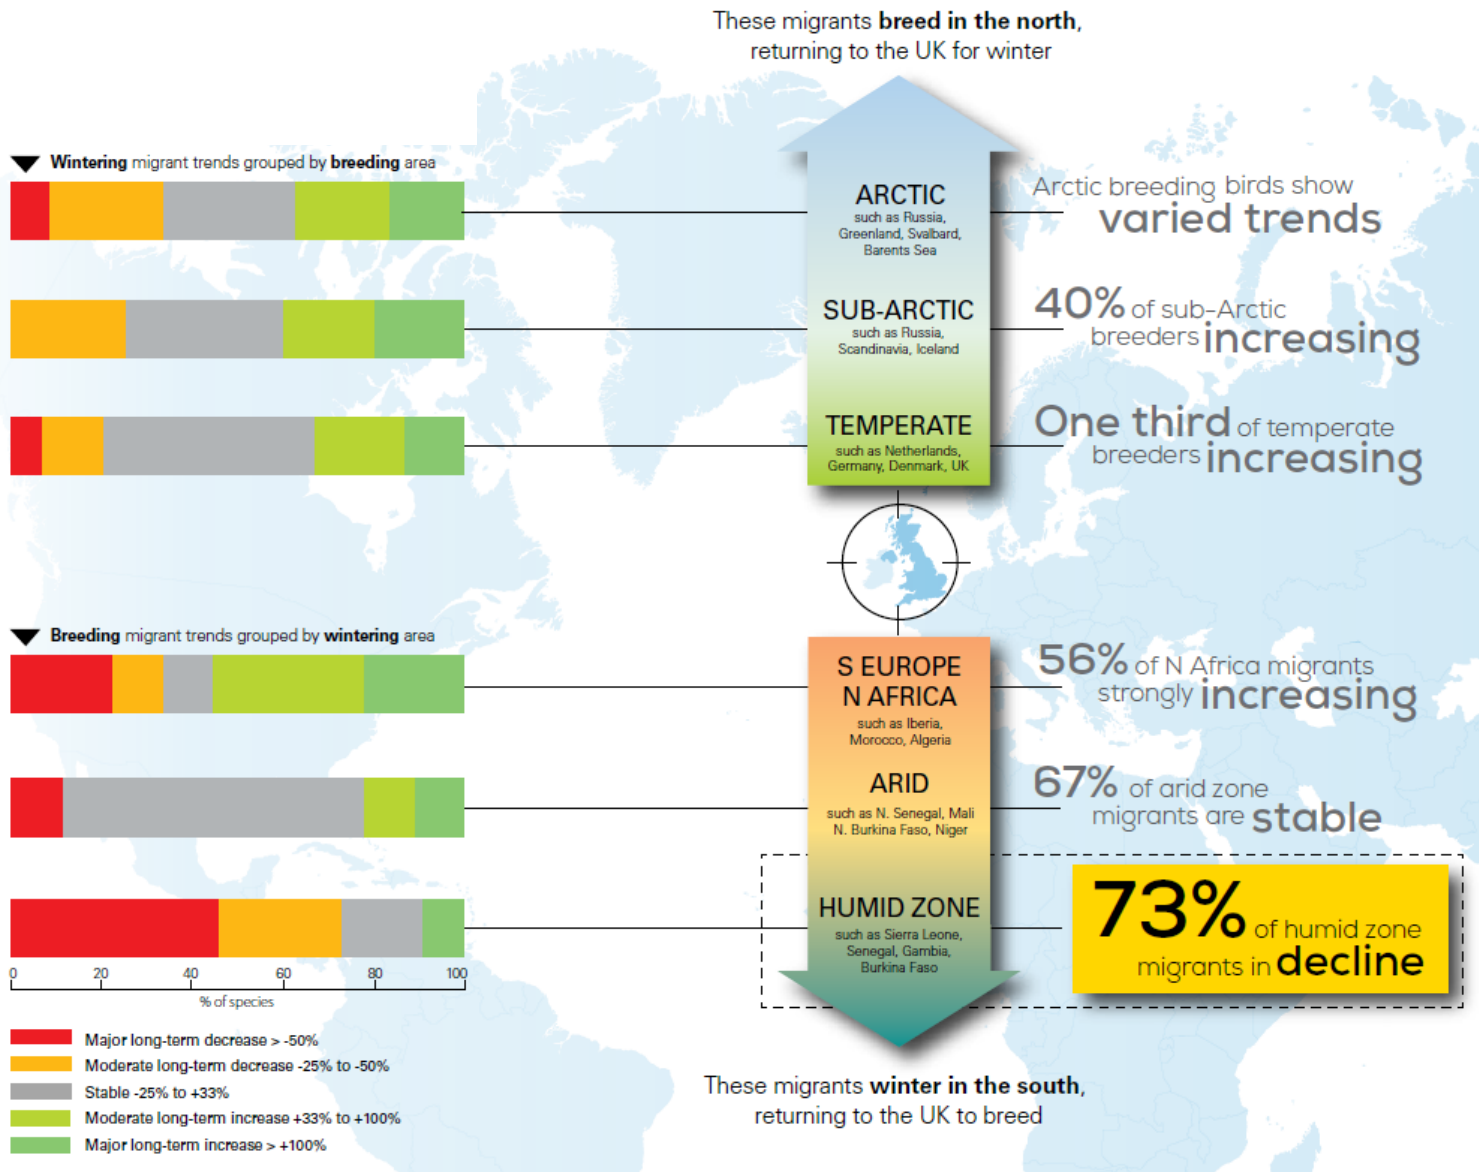 These migrants breed in the north,
returning to the UK for winter
Wintering migrant trends grouped by breeding area
ARCTIC
such as Russia,
Greenland, Svalbard,
Barents Sea
Arctic breeding birds show
varied trends
SUB-ARCTIC
such as Russia,
Scandinavia, Iceland
40% of sub-Arctic
breeders increasing
TEMPERATE
such as Netherlands,
Germany, Denmark, UK
One third of temperate
breeders increasing
Breeding migrant trends grouped by wintering area
S EUROPE
N AFRICA
such as Iberia,
Morocco, Algeria
56% of N Africa migrants
strongly increasing
ARID
such as N. Senegal, Mali
N. Burkina Faso, Niger
67% of arid zone
migrants are stable
HUMID ZONE
such as Sierra Leone,
Senegal, Gambia,
Burkina Faso
73% of humid zone
migrants in decline
0 20 40 60 80 100
% of species
Major long-term decrease > -50%
Moderate long-term decrease -25% to -50%
Stable -25% to +33%
Moderate long-term increase +33% to +100%
Major long-term increase > +100%
These migrants winter in the south,
returning to the UK to breed